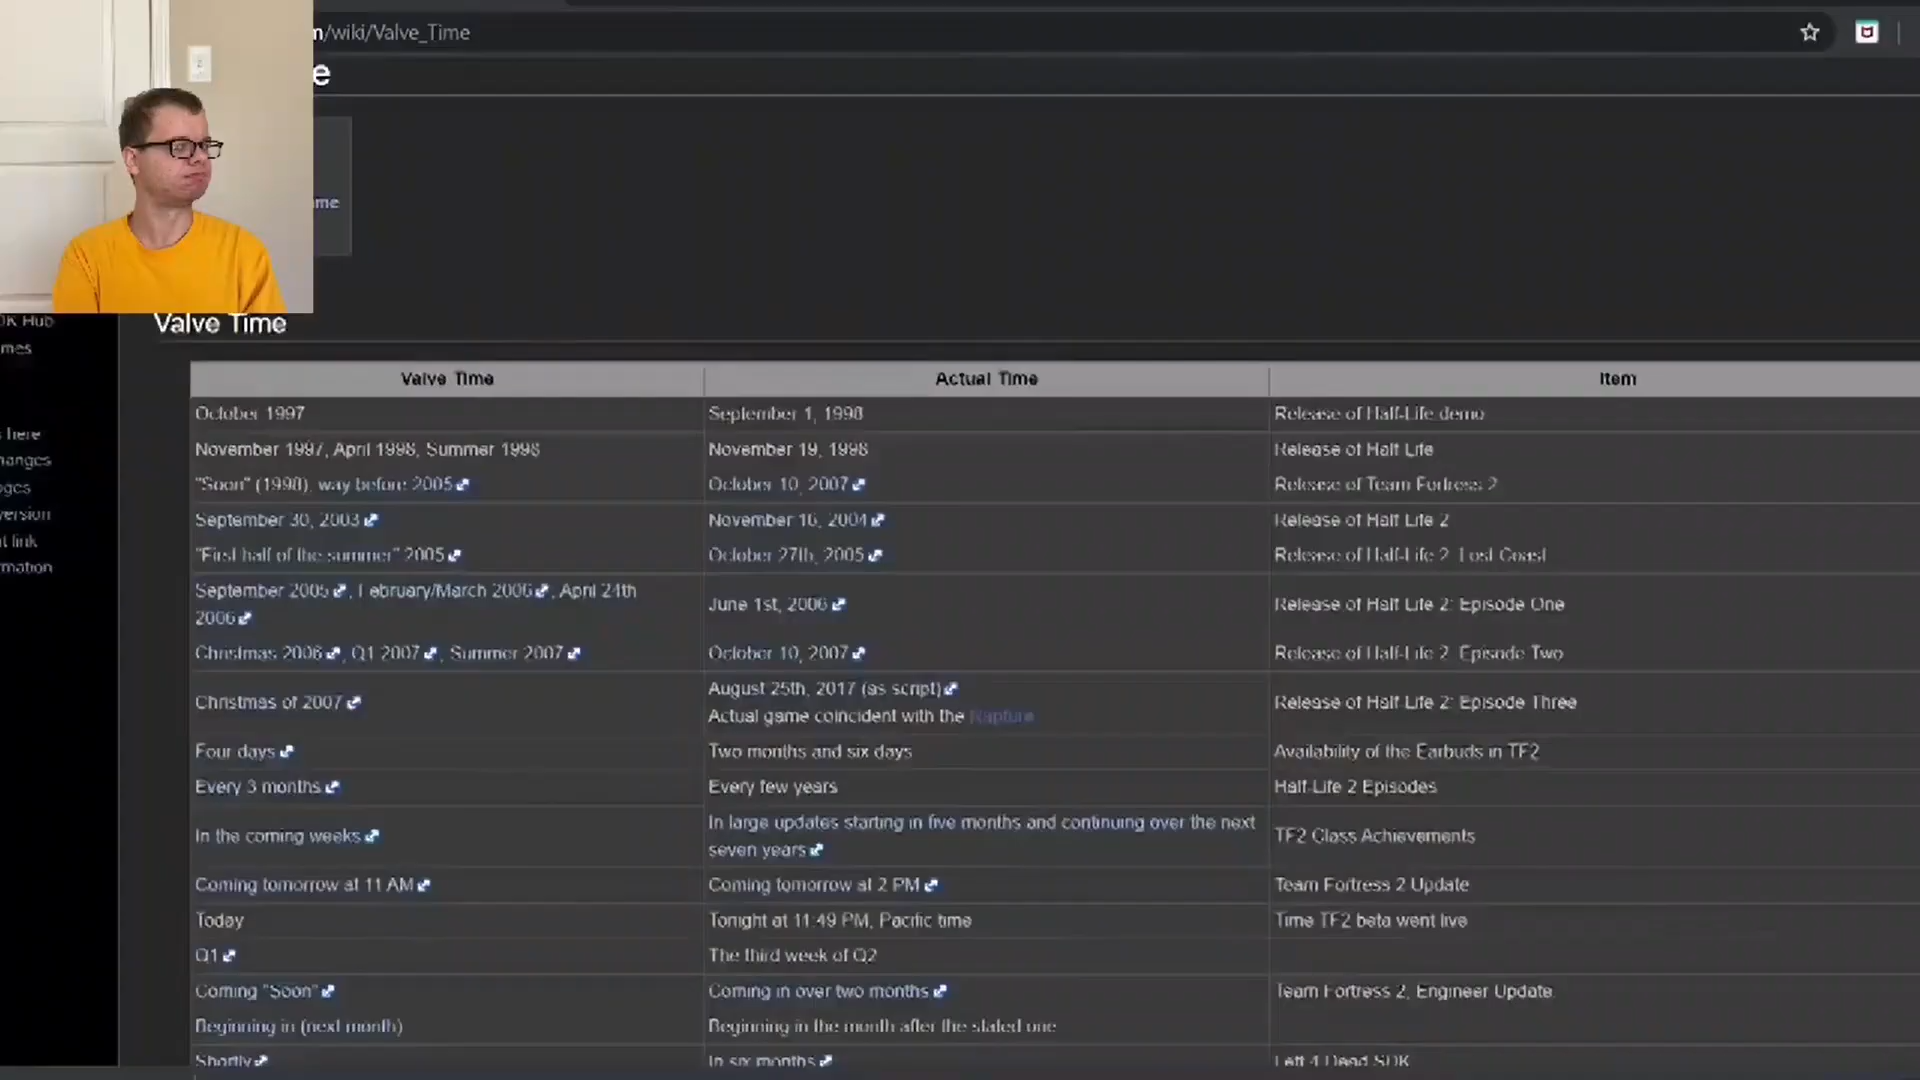 m/wiki/Valve_Time
e
me
OK Hub
mes
here
hanges
ages
version
t link
rmation
Valve Time
Valve Time Actual Time Item
October 1997 September 1, 1998 Release of Half-Life demo
November 1997, April 1998, Summer 1998 November 19, 1998 Release of Half Life
"Soon" (1998), way before 2005 October 10, 2007 Release of Team Fortress 2
September 30, 2003 November 16, 2004 Release of Half Life 2
"First half of the summer" 2005 October 27th, 2005 Release of Half-Life 2: Lost Coast
September 2005, February/March 2006, April 24th
2006 June 1st, 2006 Release of Half Life 2: Episode One
Christmas 2006, Q1 2007, Summer 2007 October 10, 2007 Release of Half-Life 2: Episode Two
Christmas of 2007 August 25th, 2017 (as script) Release of Half Life 2: Episode Three
Actual game coincident with the Rapture
Four days Two months and six days Availability of the Earbuds in TF2
Every 3 months Every few years Half-Life 2 Episodes
In the coming weeks In large updates starting in five months and continuing over the next
seven years TF2 Class Achievements
Coming tomorrow at 11 AM Coming tomorrow at 2 PM Team Fortress 2 Update
Today Tonight at 11:49 PM, Pacific time Time TF2 beta went live
Q1 The third week of Q2
Coming "Soon" Coming in over two months Team Fortress 2, Engineer Update
Beginning in (next month) Beginning in the month after the stated one
Shortly In six months Left 4 Dead SDK